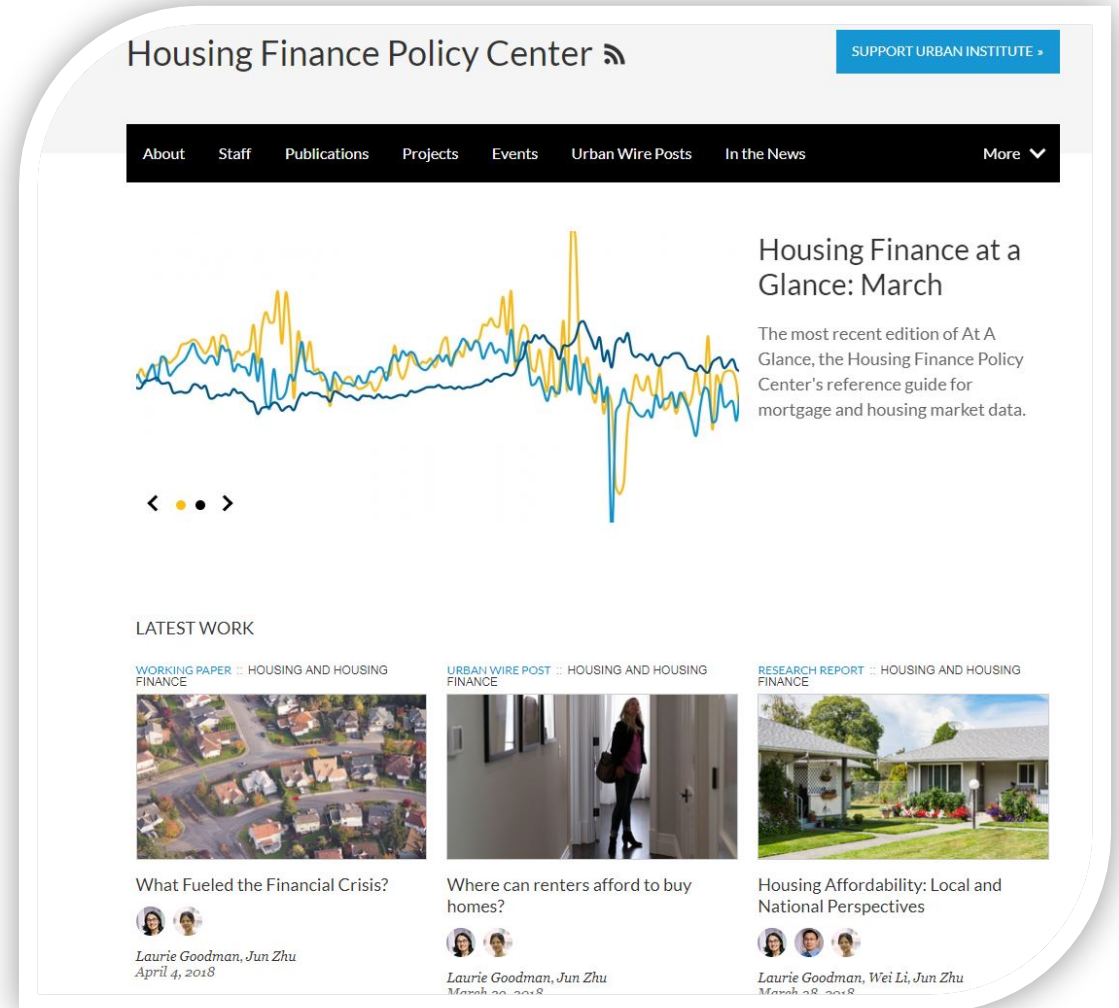 Housing Finance Policy Center
SUPPORT URBAN INSTITUTE »
About Staff Publications Projects Events Urban Wire Posts In the News More
Housing Finance at a
Glance: March
The most recent edition of At A
Glance, the Housing Finance Policy
Center's reference guide for
mortgage and housing market data.
LATEST WORK
WORKING PAPER :: HOUSING AND HOUSING
FINANCE
What Fueled the Financial Crisis?
Laurie Goodman, Jun Zhu
April 4, 2018
URBAN WIRE POST :: HOUSING AND HOUSING
FINANCE
Where can renters afford to buy
homes?
Laurie Goodman, Jun Zhu
March 2018
RESEARCH REPORT :: HOUSING AND HOUSING
FINANCE
Housing Affordability: Local and
National Perspectives
Laurie Goodman, Wei Li, Jun Zhu
March 28, 2018